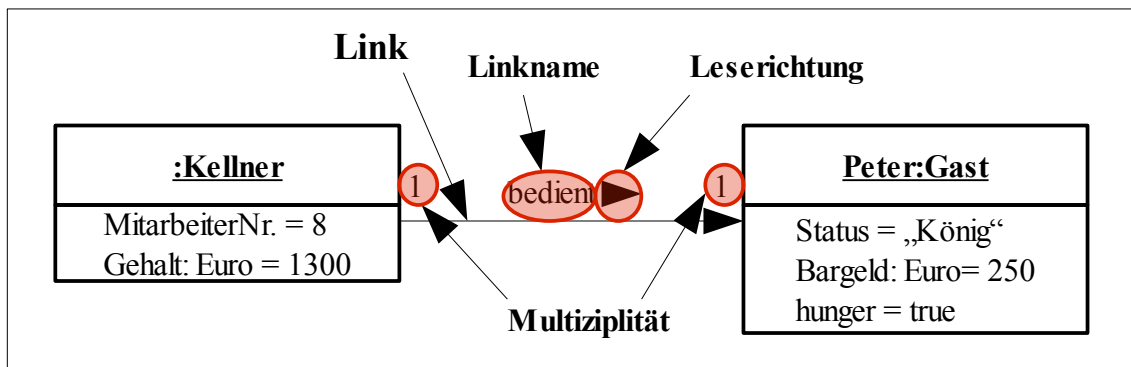 Link
Linkname
Leserichtung
:Kellner
1
bedient
1
Peter:Gast
MitarbeiterNr. = 8
Gehalt: Euro = 1300
Status = „König“
Bargeld: Euro= 250
hunger = true
Multiziplität